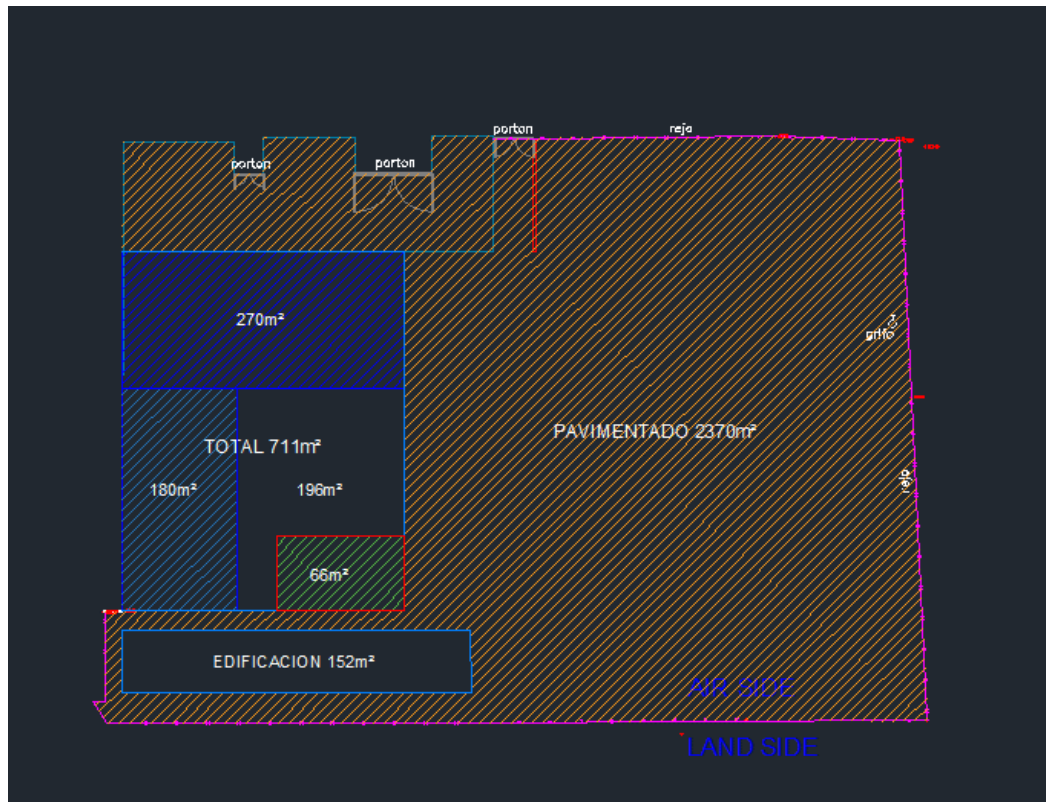 porton
reja
porton
porton
270m²
grifo
PAVIMENTADO 2370m²
TOTAL 711m²
180m²
196m²
reja
66m²
EDIFICACION 152m²
AIR SIDE
LAND SIDE